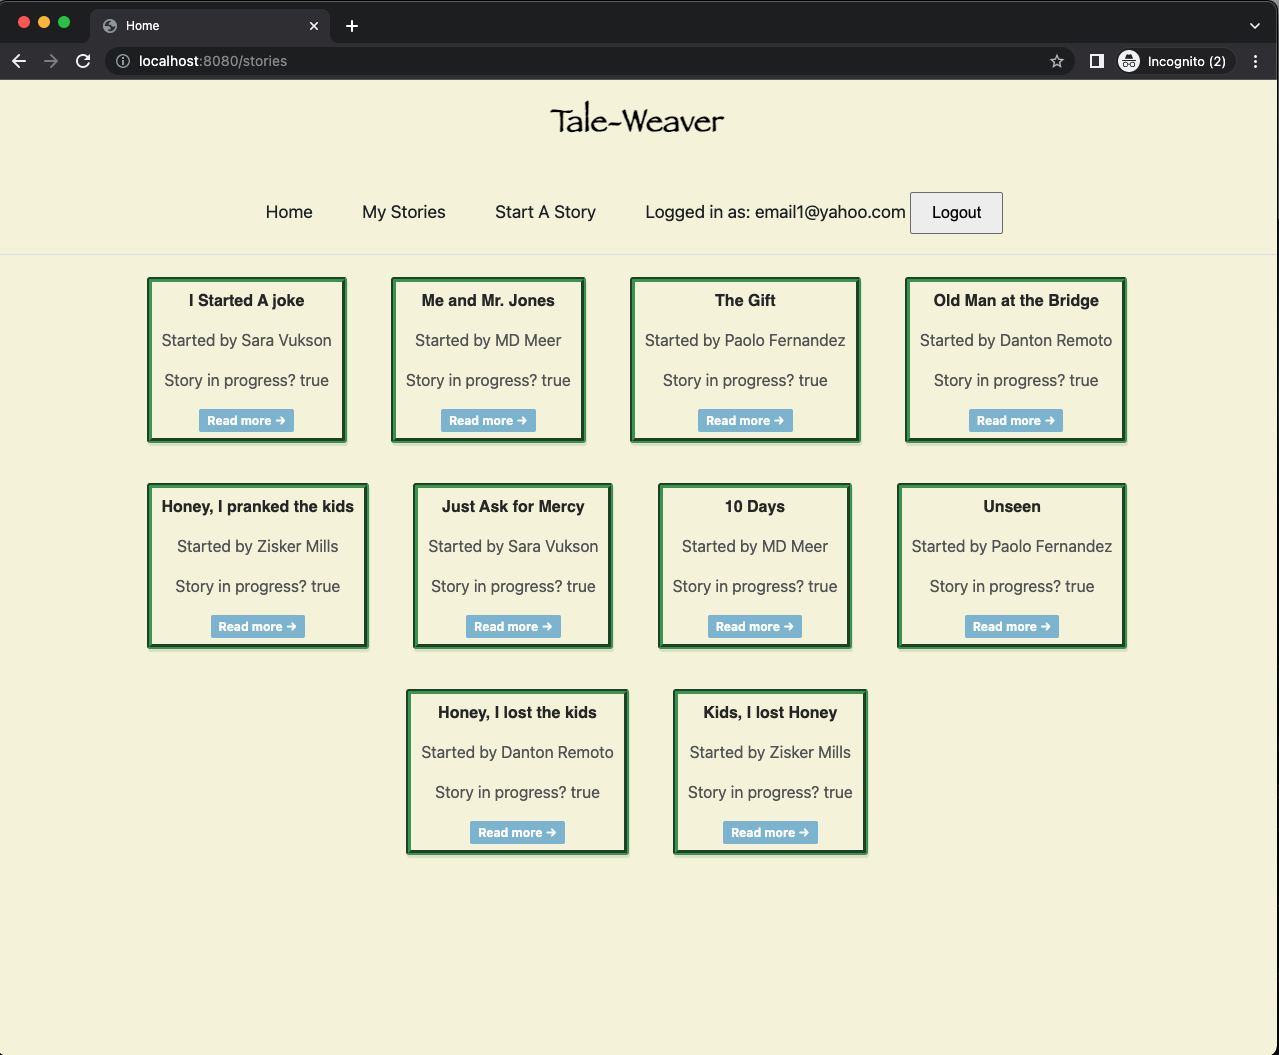 Home
localhost:8080/stories
Incognito (2)
Tale-Weaver
Home My Stories Start A Story Logged in as: email1@yahoo.com Logout
I Started A joke
Started by Sara Vukson
Story in progress? true
Read more →
Me and Mr. Jones
Started by MD Meer
Story in progress? true
Read more →
The Gift
Started by Paolo Fernandez
Story in progress? true
Read more →
Old Man at the Bridge
Started by Danton Remoto
Story in progress? true
Read more →
Honey, I pranked the kids
Started by Zisker Mills
Story in progress? true
Read more →
Just Ask for Mercy
Started by Sara Vukson
Story in progress? true
Read more →
10 Days
Started by MD Meer
Story in progress? true
Read more →
Unseen
Started by Paolo Fernandez
Story in progress? true
Read more →
Honey, I lost the kids
Started by Danton Remoto
Story in progress? true
Read more →
Kids, I lost Honey
Started by Zisker Mills
Story in progress? true
Read more →